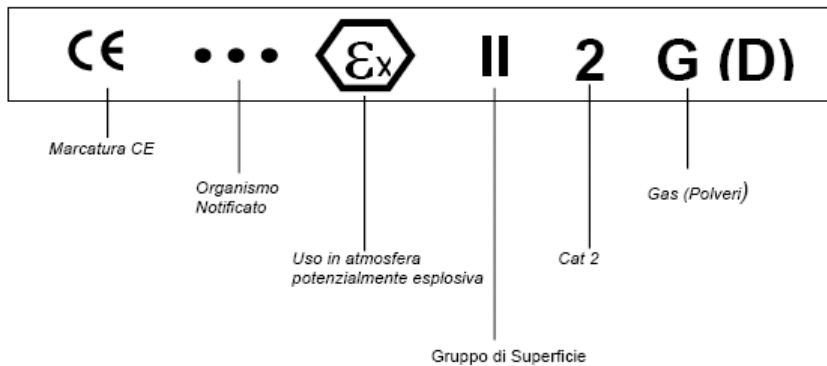 CE ••• Ex II 2 G (D)
Marcatura CE
Organismo
Notificato
Gas (Polveri)
Uso in atmosfera
potenzialmente esplosiva
Cat 2
Gruppo di Superficie